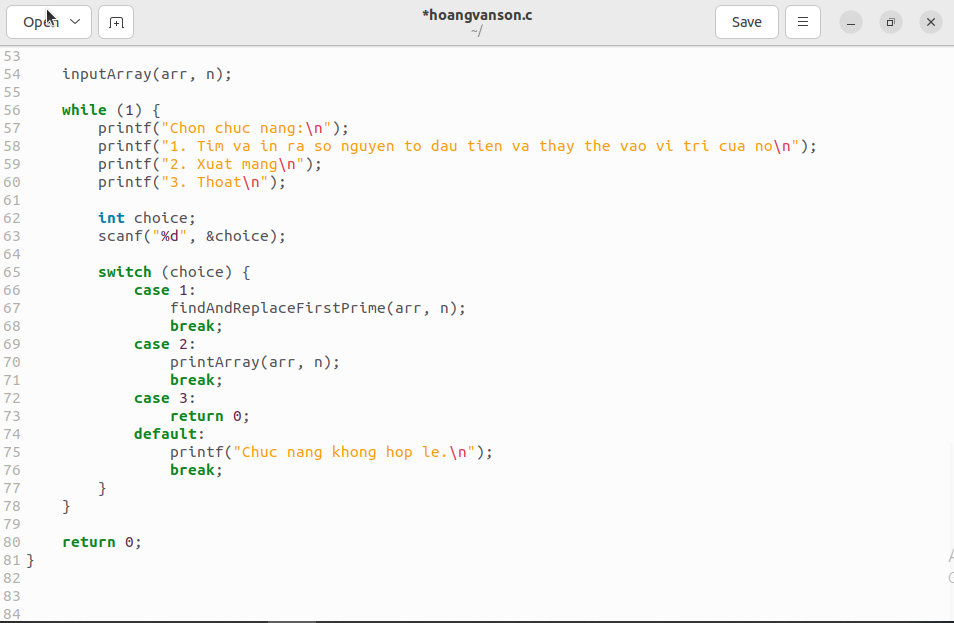 Open
*hoangvanson.c
~/
Save
53
54 inputArray(arr, n);
55
56 while (1) {
57 printf("Chon chuc nang:\n");
58 printf("1. Tim va in ra so nguyen to dau tien va thay the vao vi tri cua no\n");
59 printf("2. Xuat mang\n");
60 printf("3. Thoat\n");
61
62 int choice;
63 scanf("%d", &choice);
64
65 switch (choice) {
66 case 1:
67 findAndReplaceFirstPrime(arr, n);
68 break;
69 case 2:
70 printArray(arr, n);
71 break;
72 case 3:
73 return 0;
74 default:
75 printf("Chuc nang khong hop le.\n");
76 break;
77 }
78 }
79
80 return 0;
81 }
82
83
84